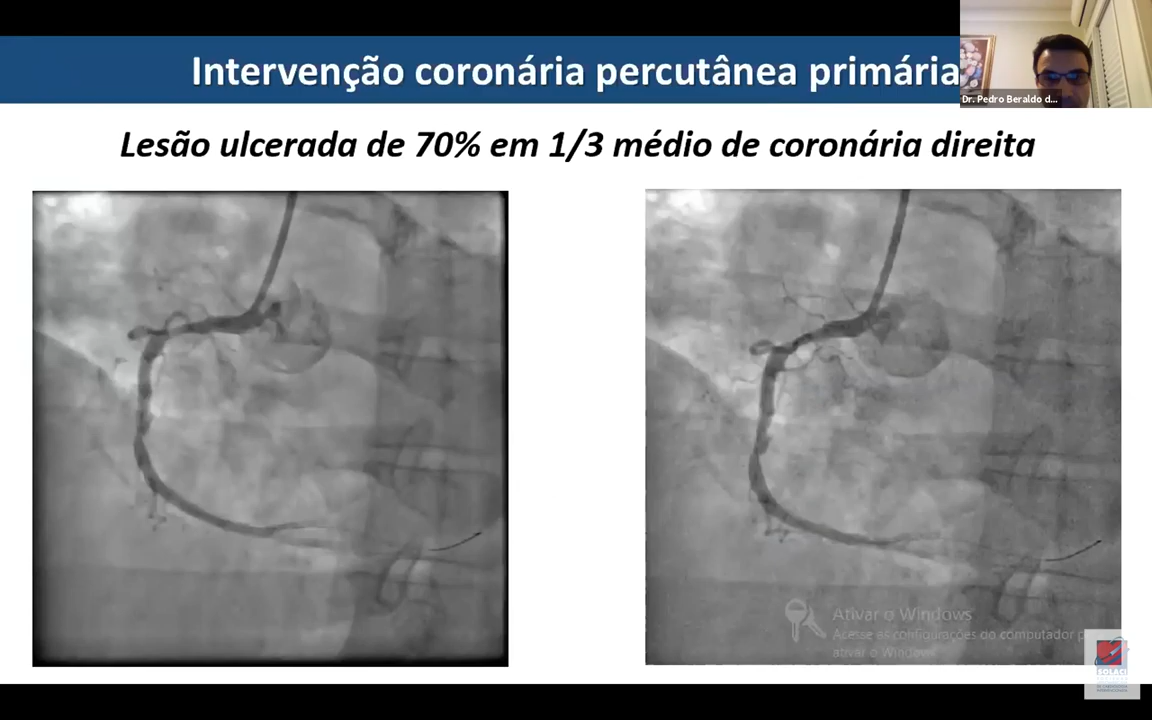 Intervenção coronária percutânea primária
Dr. Pedro Beraldo d...
Lesão ulcerada de 70% em 1/3 médio de coronária direita
Ativar o Windows
Acesse as configurações do computador p
ativar o Windows.
SOLACI